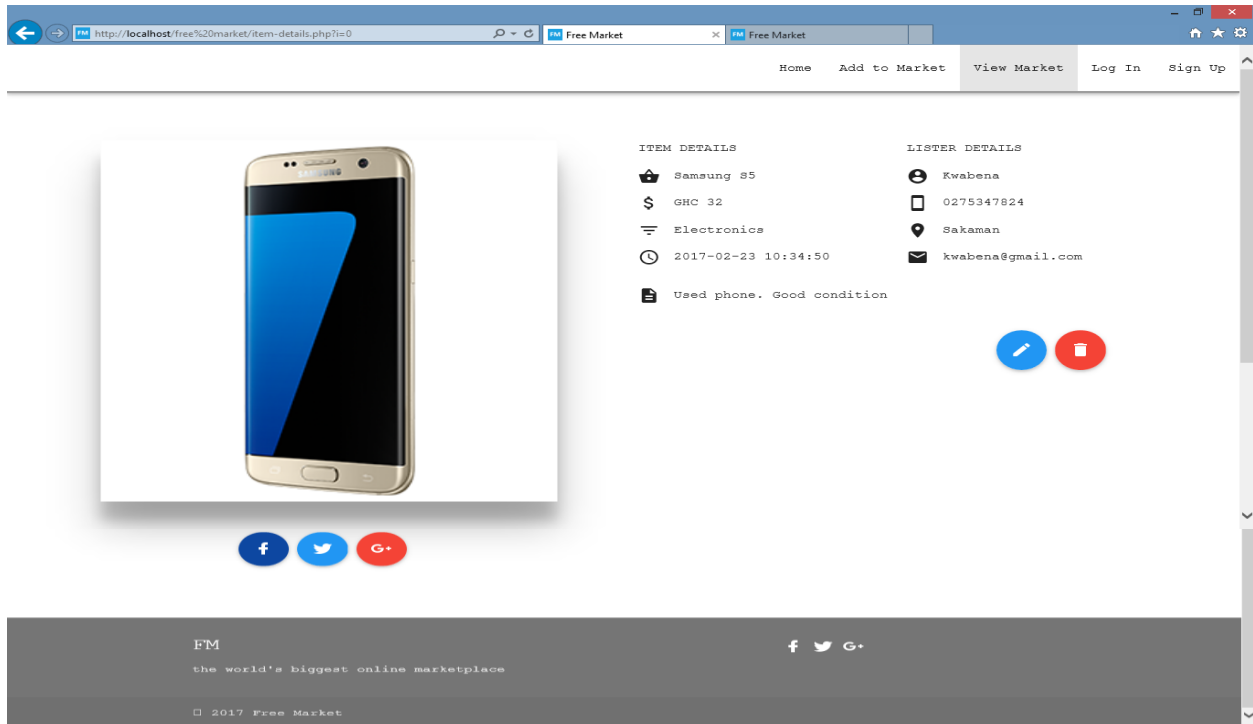 http://localhost/free%20market/item-details.php?i=0
FM Free Market
FM Free Market
Home Add to Market View Market Log In Sign Up
SAMSUNG
ITEM DETAILS
Samsung S5
$ GHC 32
Electronics
2017-02-23 10:34:50
Used phone. Good condition
LISTER DETAILS
Kwabena
0275347824
Sakaman
kwabena@gmail.com
f G+
FM
the world's biggest online marketplace
f G+
2017 Free Market